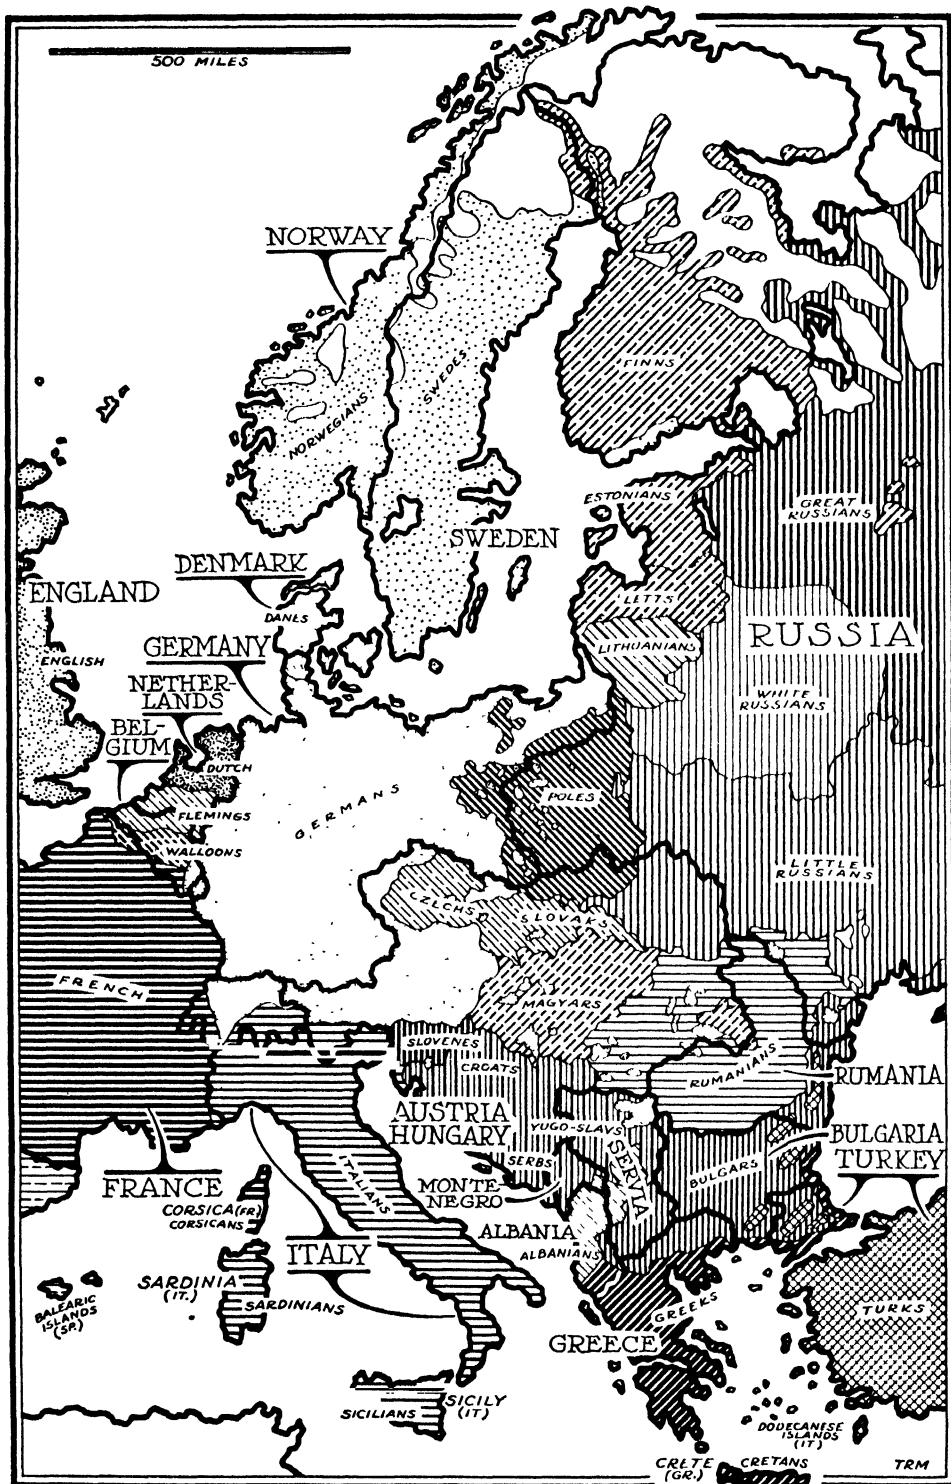 500 MILES
NORWAY
NORWEGIANS
SWEDES
FINNS
ESTONIANS
GREAT
RUSSIANS
SWEDEN
DENMARK
DANES
ENGLAND
ENGLISH
LETTS
LITHUANIANS
RUSSIA
WHITE
RUSSIANS
GERMANY
NETHER-
LANDS
BEL-
GIUM
DUTCH
FLEMINGS
WALLOONS
GERMANS
POLES
LITTLE
RUSSIANS
CZECHS
SLOVAKS
FRENCH
MAGYARS
SLOVENES
CROATS
RUMANIANS
RUMANIA
AUSTRIA
HUNGARY
YUGO-SLAVS
SERBS
SERVIA
BULGARS
BULGARIA
TURKEY
MONTE-
NEGRO
FRANCE
CORSICA (FR.)
CORSICANS
ITALIANS
ITALY
ALBANIA
ALBANIANS
SARDINIA
(IT.)
SARDINIANS
BALEARIC
ISLANDS
(SP.)
GREEKS
GREECE
TURKS
SICILY
(IT)
SICILIANS
DODECANESE
ISLANDS
(IT)
CRETE
(GR.)
CRETANS
TRM